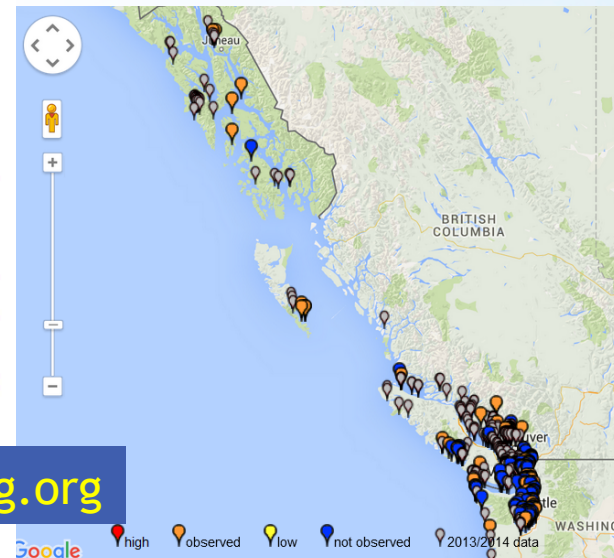 Juneau
BRITISH
COLUMBIA
g.org
WASHING
high
observed
low
not observed
2013/2014 data
Google